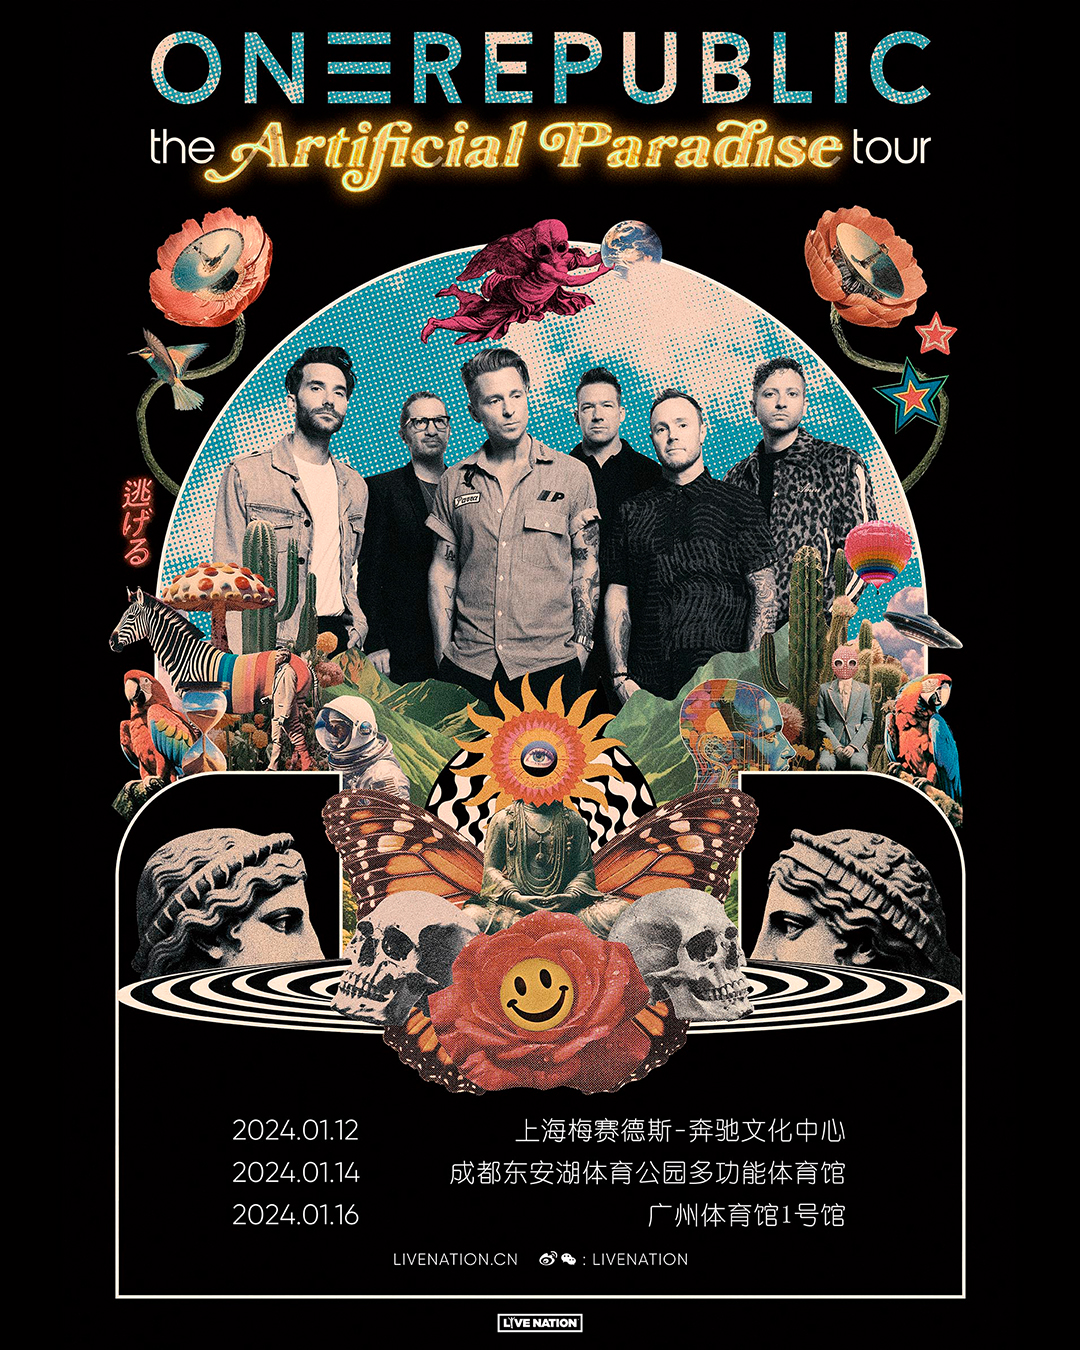 ONEREPUBLIC
the Artificial Paradise tour
逃げる
2024.01.12 上海梅赛德斯-奔驰文化中心
2024.01.14 成都东安湖体育公园多功能体育馆
2024.01.16 广州体育馆1号馆
LIVENATION.CN : LIVENATION
LIVE NATION